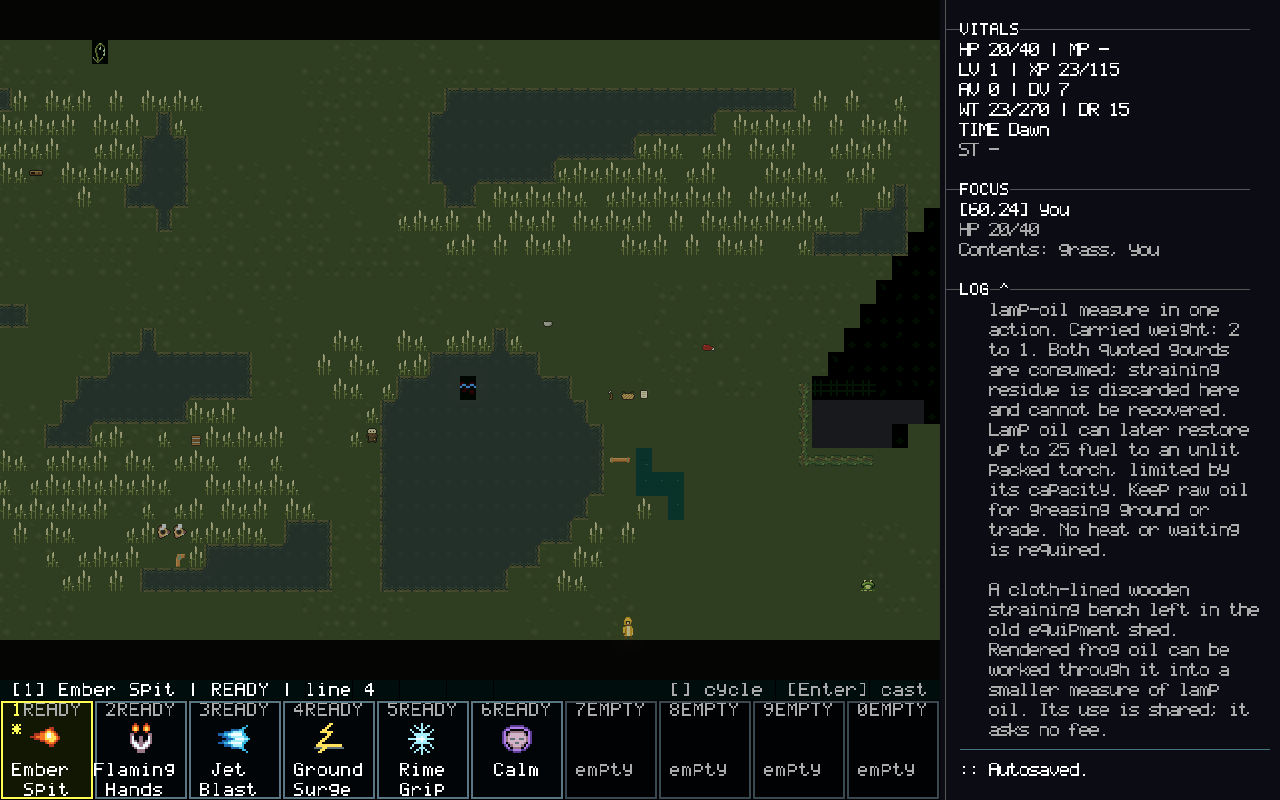 VITALS
HP 20/40 | MP -
LV 1 | XP 23/115
AV 0 | DV 7
WT 23/270 | DR 15
TIME Dawn
ST -
FOCUS
[60,24] You
HP 20/40
Contents: grass, You
LOG ^
lamp-oil measure in one
action. Carried weight: 2
to 1. Both quoted gourds
are consumed; straining
residue is discarded here
and cannot be recovered.
Lamp oil can later restore
up to 25 fuel to an unlit
packed torch, limited by
its capacity. Keep raw oil
for greasing ground or
trade. No heat or waiting
is required.
A cloth-lined wooden
straining bench left in the
old equipment shed.
Rendered frog oil can be
worked through it into a
smaller measure of lamp
oil. Its use is shared; it
asks no fee.
:: Autosaved.
[1] Ember Spit | READY | line 4
[] cycle [Enter] cast
1READY 2READY 3READY 4READY 5READY 6READY 7EMPTY 8EMPTY 9EMPTY 0EMPTY
*
Ember Flaming Jet Ground Rime Calm empty empty empty empty
Spit Hands Blast Surge Grip